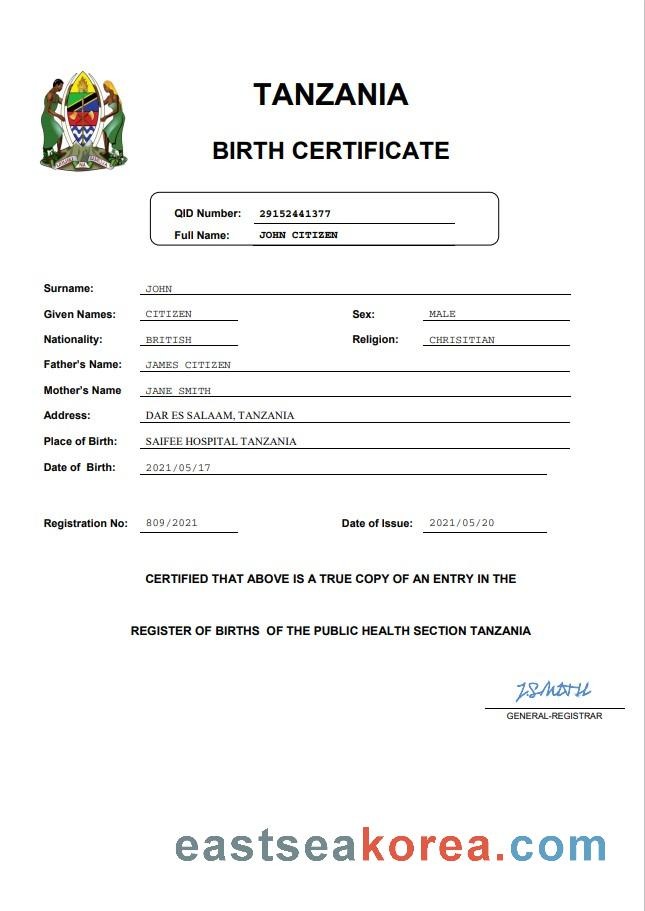 TANZANIA
BIRTH CERTIFICATE
QID Number: 29152441377
Full Name: JOHN CITIZEN
Surname: JOHN
Given Names: CITIZEN Sex: MALE
Nationality: BRITISH Religion: CHRISITIAN
Father's Name: JAMES CITIZEN
Mother's Name JANE SMITH
Address: DAR ES SALAAM, TANZANIA
Place of Birth: SAIFEE HOSPITAL TANZANIA
Date of Birth: 2021/05/17
Registration No: 809/2021 Date of Issue: 2021/05/20
CERTIFIED THAT ABOVE IS A TRUE COPY OF AN ENTRY IN THE
REGISTER OF BIRTHS OF THE PUBLIC HEALTH SECTION TANZANIA
J.SMITH
GENERAL-REGISTRAR
eastseakorea.com